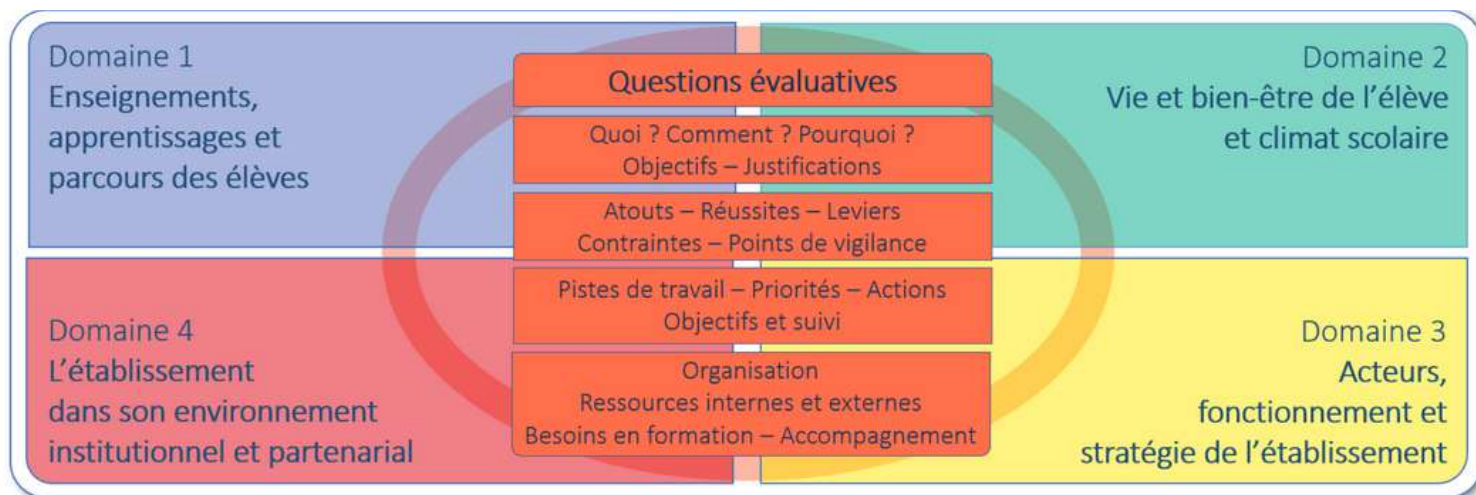 Domaine 1
Enseignements,
apprentissages et
parcours des élèves
Questions évaluatives
Quoi ? Comment ? Pourquoi ?
Objectifs – Justifications
Atouts – Réussites – Leviers
Contraintes – Points de vigilance
Pistes de travail – Priorités – Actions
Objectifs et suivi
Organisation
Ressources internes et externes
Besoins en formation – Accompagnement
Domaine 2
Vie et bien-être de l’élève
et climat scolaire
Domaine 4
L’établissement
dans son environnement
institutionnel et partenarial
Domaine 3
Acteurs,
fonctionnement et
stratégie de l’établissement